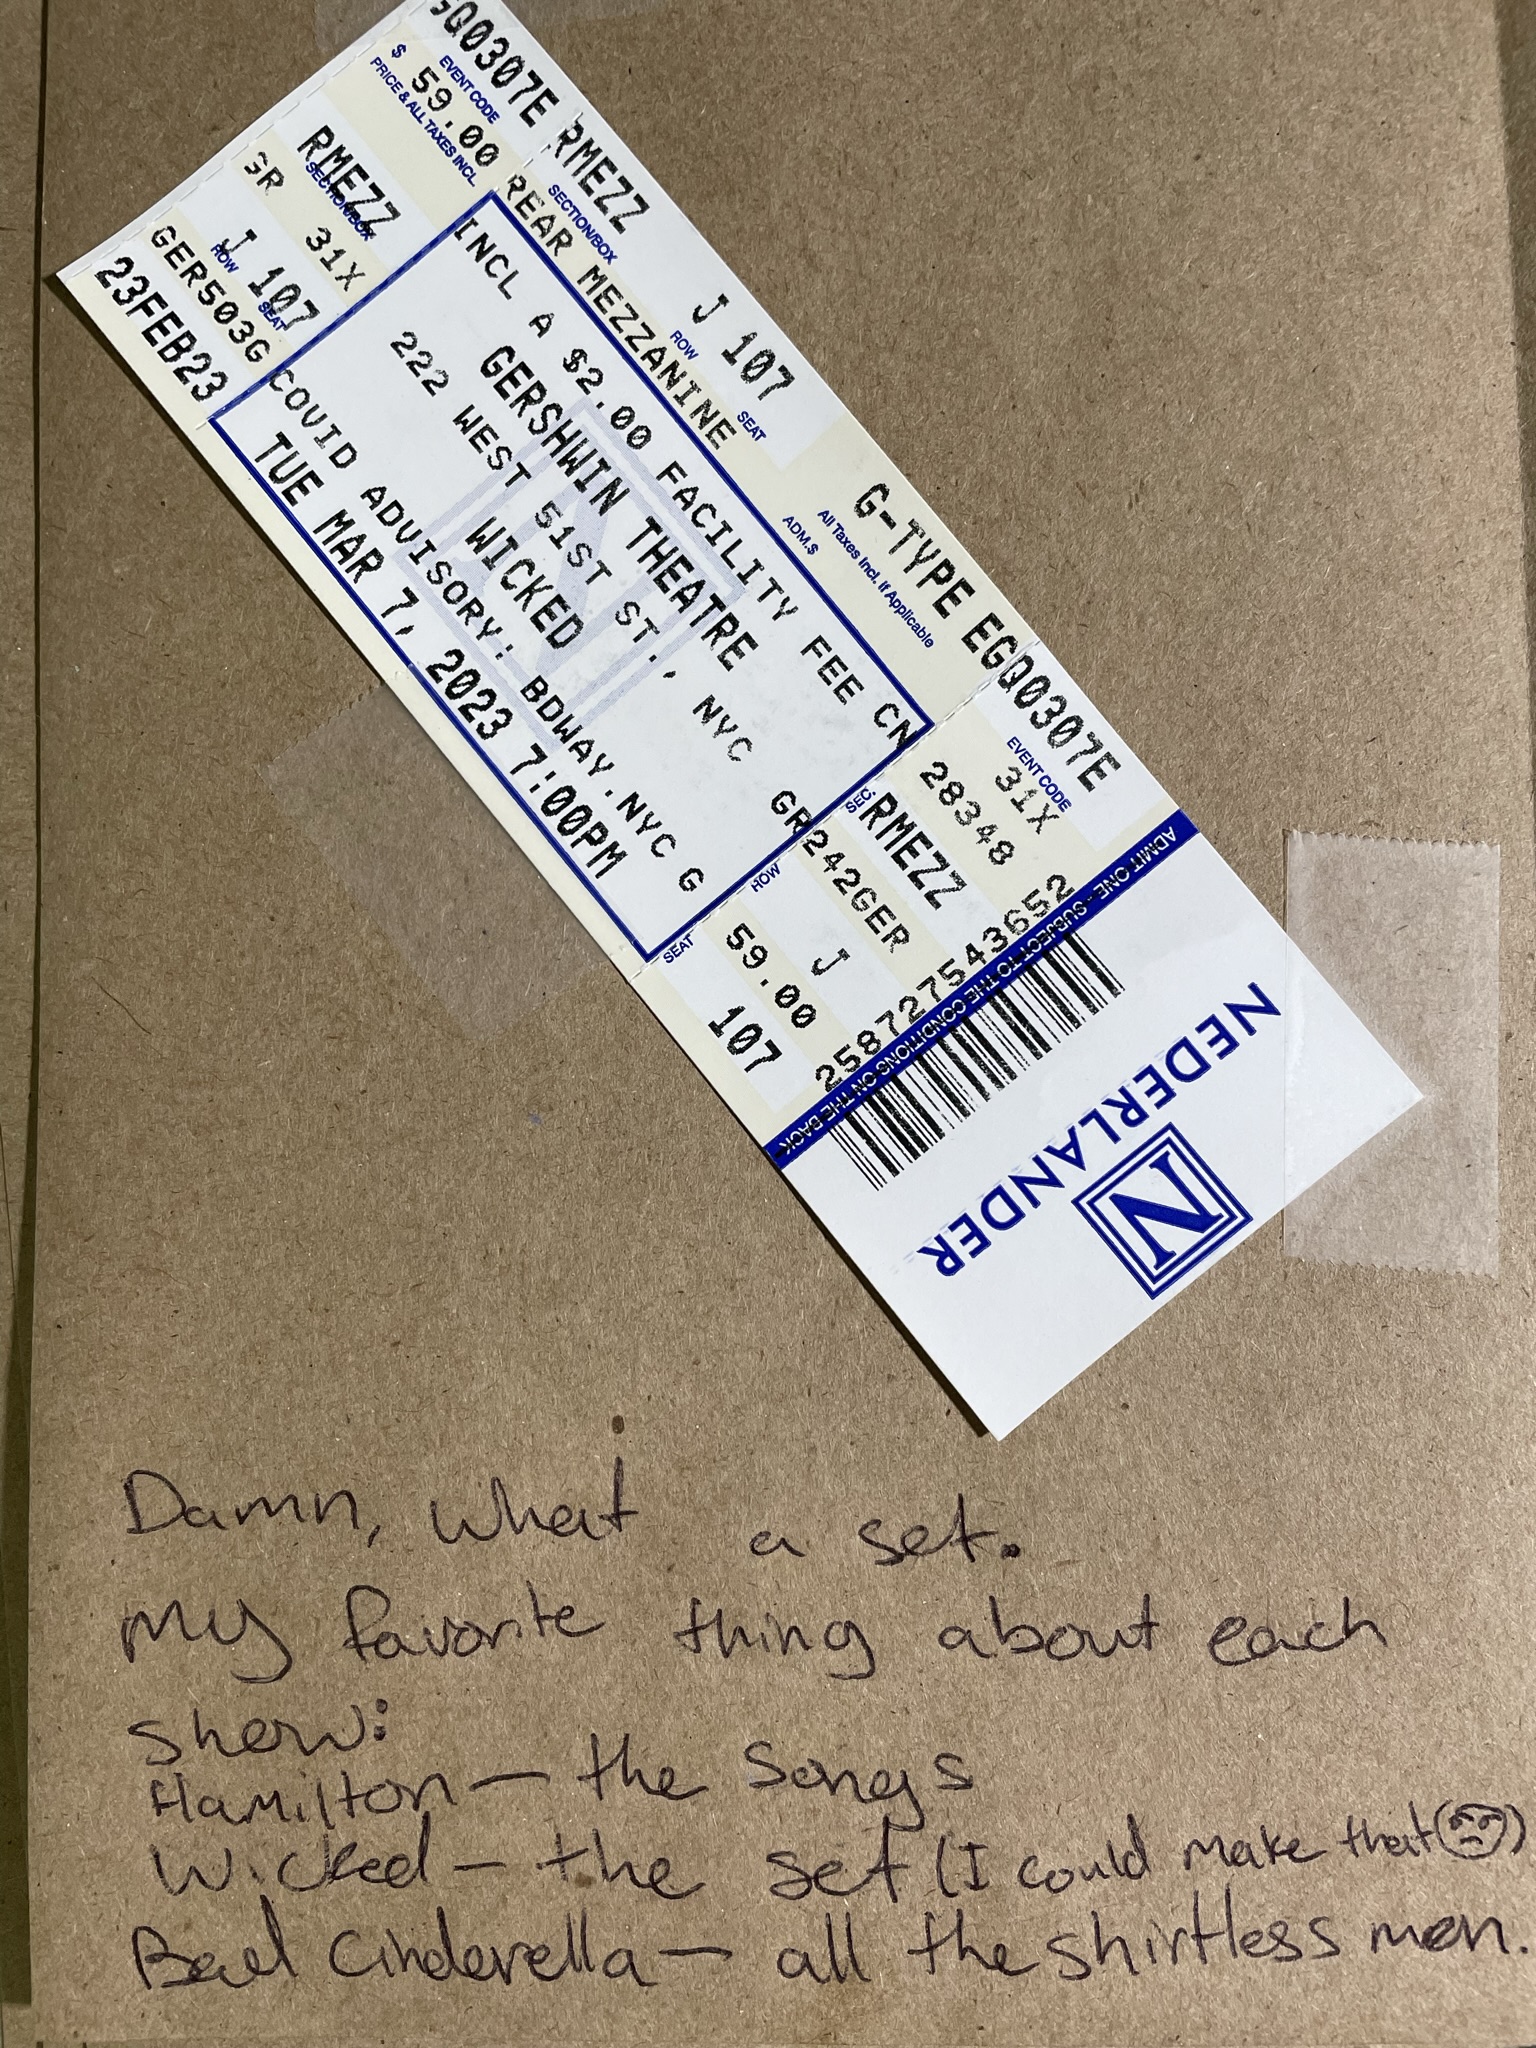 GQ0307E RMEZZ J 107 G-TYPE EGQ0307E
EVENT CODE SECTION/BOX ROW SEAT ADM.$ All Taxes Incl. If Applicable EVENT CODE
$ 59.00 REAR MEZZANINE 31X
PRICE & ALL TAXES INCL.
INCL A $2.00 FACILITY FEE CN 28348
RMEZZ GERSHWIN THEATRE SEC. RMEZZ
SECTION/BOX
GR 31X 222 WEST 51ST ST., NYC GR242GER
WICKED
J 107 ROW J
ROW SEAT
GER503G COVID ADVISORY: BDWAY.NYC G 59.00
23FEB23 TUE MAR 7, 2023 7:00PM SEAT 107
258727543652
ADMIT ONE-SUBJECT TO THE CONDITIONS ON THE BACK
NEDERLANDER
N
Damn, what a set.
My favorite thing about each
show:
Hamilton — the songs
Wicked — the set (I could make that)
Bad Cinderella — all the shirtless men.